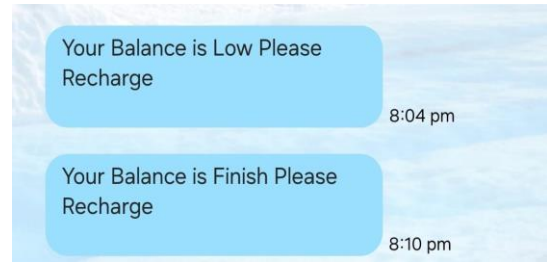 Your Balance is Low Please
Recharge
8:04 pm
Your Balance is Finish Please
Recharge
8:10 pm